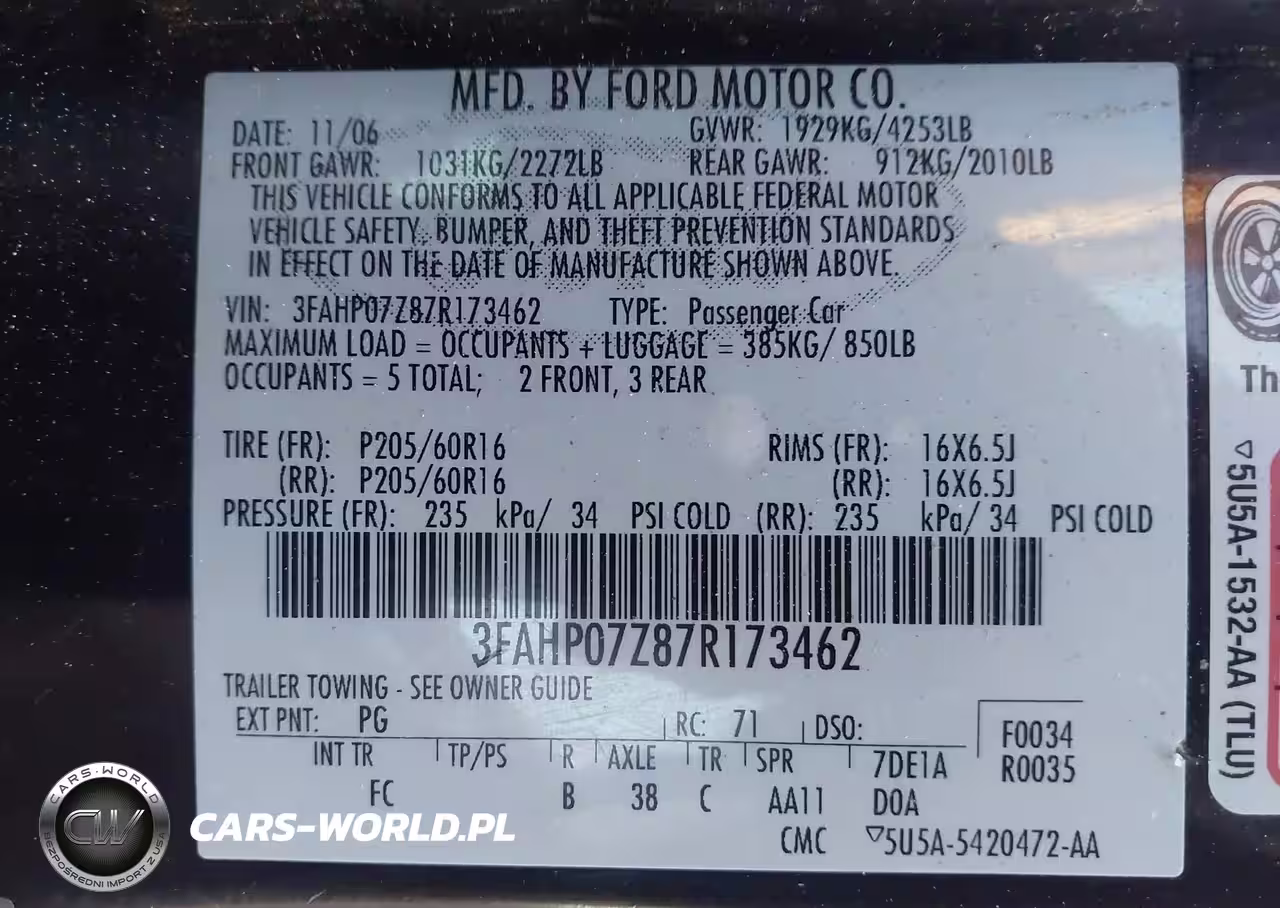 MFD. BY FORD MOTOR CO.
DATE: 11/06 GVWR: 1929KG/4253LB
FRONT GAWR: 1031KG/2272LB REAR GAWR: 912KG/2010LB
THIS VEHICLE CONFORMS TO ALL APPLICABLE FEDERAL MOTOR
VEHICLE SAFETY, BUMPER, AND THEFT PREVENTION STANDARDS
IN EFFECT ON THE DATE OF MANUFACTURE SHOWN ABOVE.
VIN: 3FAHP07Z87R173462 TYPE: Passenger Car
MAXIMUM LOAD = OCCUPANTS + LUGGAGE = 385KG/ 850LB
OCCUPANTS = 5 TOTAL; 2 FRONT, 3 REAR
TIRE (FR): P205/60R16 RIMS (FR): 16X6.5J
(RR): P205/60R16 (RR): 16X6.5J
PRESSURE (FR): 235 kPa/ 34 PSI COLD (RR): 235 kPa/ 34 PSI COLD
3FAHP07Z87R173462
TRAILER TOWING - SEE OWNER GUIDE
EXT PNT: PG RC: 71 DSO: F0034
INT TR TP/PS R AXLE TR SPR 7DE1A R0035
FC B 38 C AA11 D0A
CMC ▽5U5A-5420472-AA
Th
▽5U5A-1532-AA (TLU)
CARS-WORLD
CW
BEZPOŚREDNI IMPORT Z USA
CARS-WORLD.PL